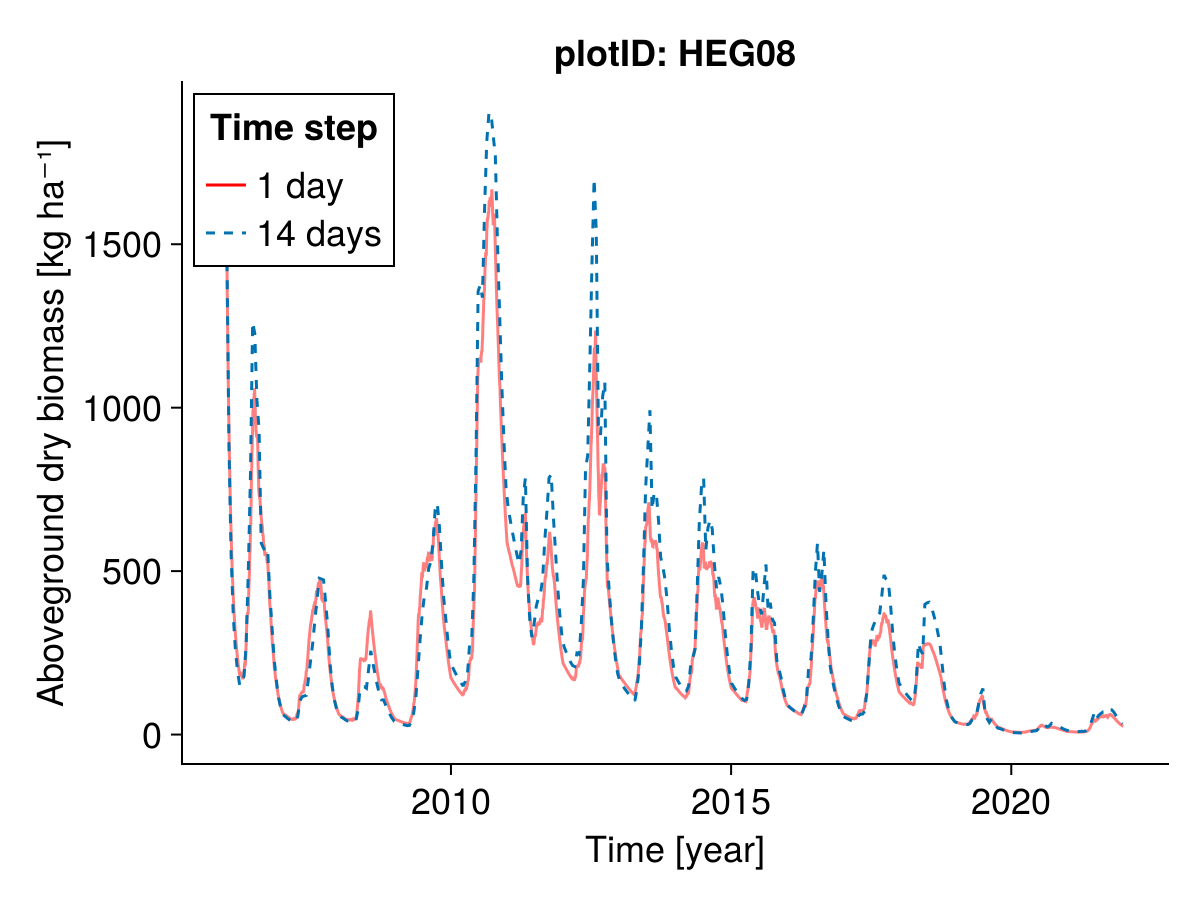 plotID: HEG08
Time step
1 day
14 days
Aboveground dry biomass [kg ha⁻¹]
1500
1000
500
0
2010
2015
2020
Time [year]